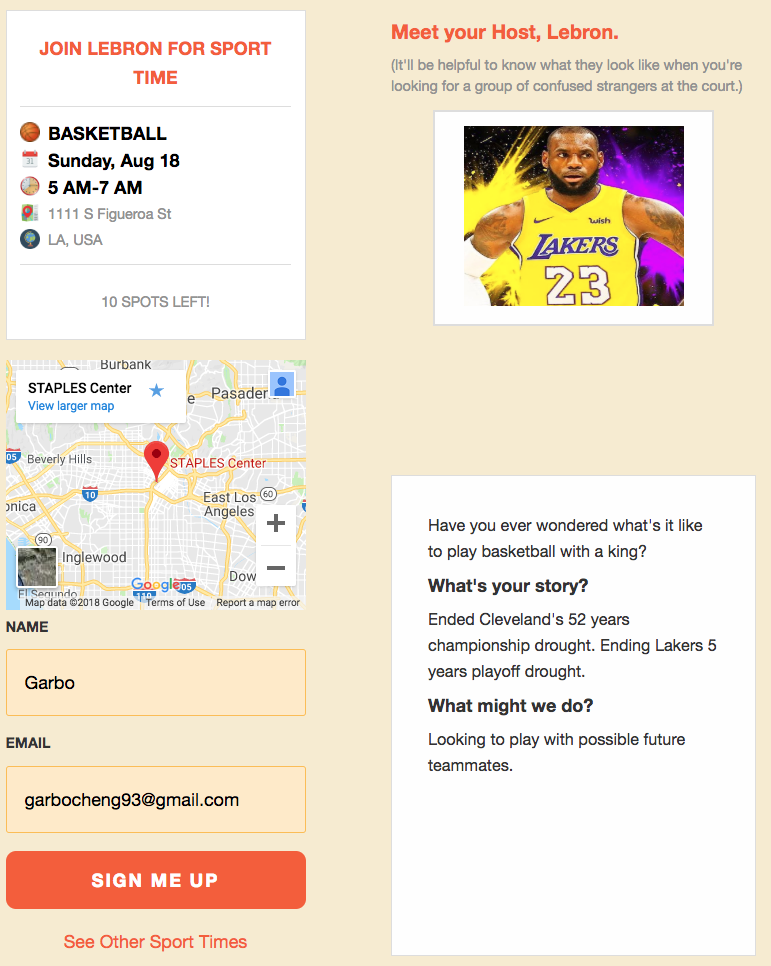 JOIN LEBRON FOR SPORT
TIME
BASKETBALL
Sunday, Aug 18
5 AM-7 AM
1111 S Figueroa St
LA, USA
10 SPOTS LEFT!
Burbank
STAPLES Center
View larger map
e
Pasaden
05
Beverly Hills
STAPLES Center
10
East Los
Angeles
60
onica
90
Inglewood
Dow
Google
05
110
El Segundo
Map data ©2018 Google
Terms of Use
Report a map error
NAME
Garbo
EMAIL
garbocheng93@gmail.com
SIGN ME UP
See Other Sport Times
Meet your Host, Lebron.
(It'll be helpful to know what they look like when you're
looking for a group of confused strangers at the court.)
wish
LAKERS
23
Have you ever wondered what's it like
to play basketball with a king?
What's your story?
Ended Cleveland's 52 years
championship drought. Ending Lakers 5
years playoff drought.
What might we do?
Looking to play with possible future
teammates.